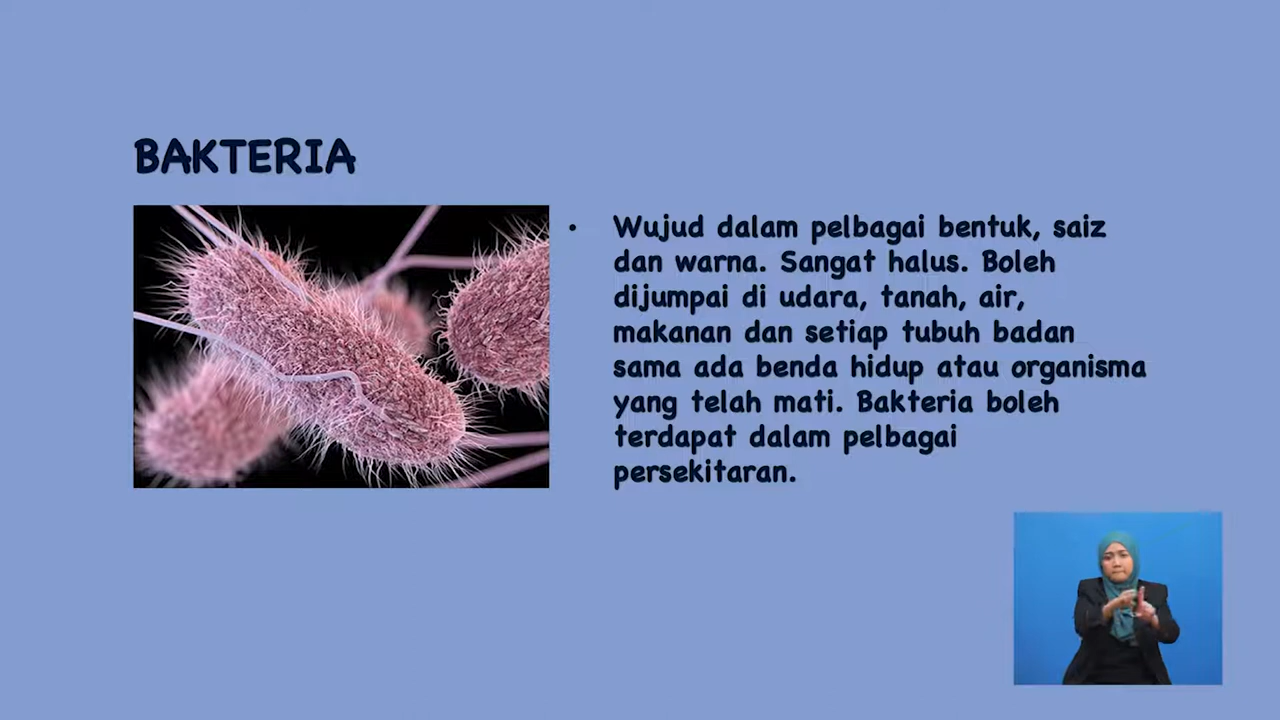 BAKTERIA
• Wujud dalam pelbagai bentuk, saiz
dan warna. Sangat halus. Boleh
dijumpai di udara, tanah, air,
makanan dan setiap tubuh badan
sama ada benda hidup atau organisma
yang telah mati. Bakteria boleh
terdapat dalam pelbagai
persekitaran.